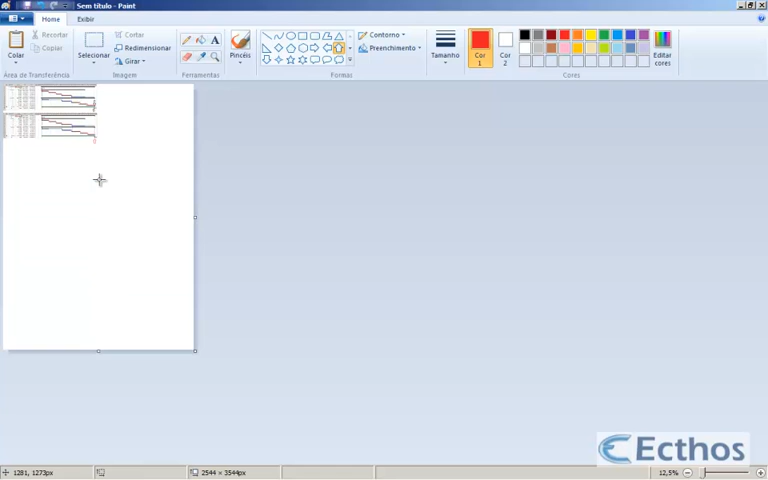 Sem título - Paint
Home Exibir
Colar
Recortar
Copiar
Área de Transferência
Selecionar
Cortar
Redimensionar
Girar
Imagem
A
Ferramentas
Pincéis
Contorno
Preenchimento
Formas
Tamanho
Cor
1
Cor
2
Editar
cores
Cores
Ecthos
1281, 1273px
2544 × 3544px
12,5%